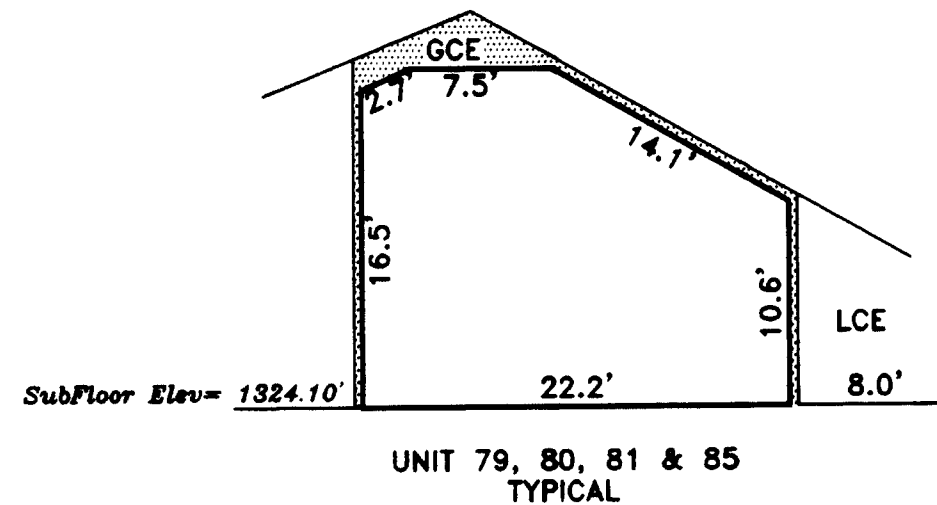 GCE
2.7'
7.5'
14.1'
16.5'
10.6'
LCE
SubFloor Elev= 1324.10'
22.2'
8.0'
UNIT 79, 80, 81 & 85
TYPICAL